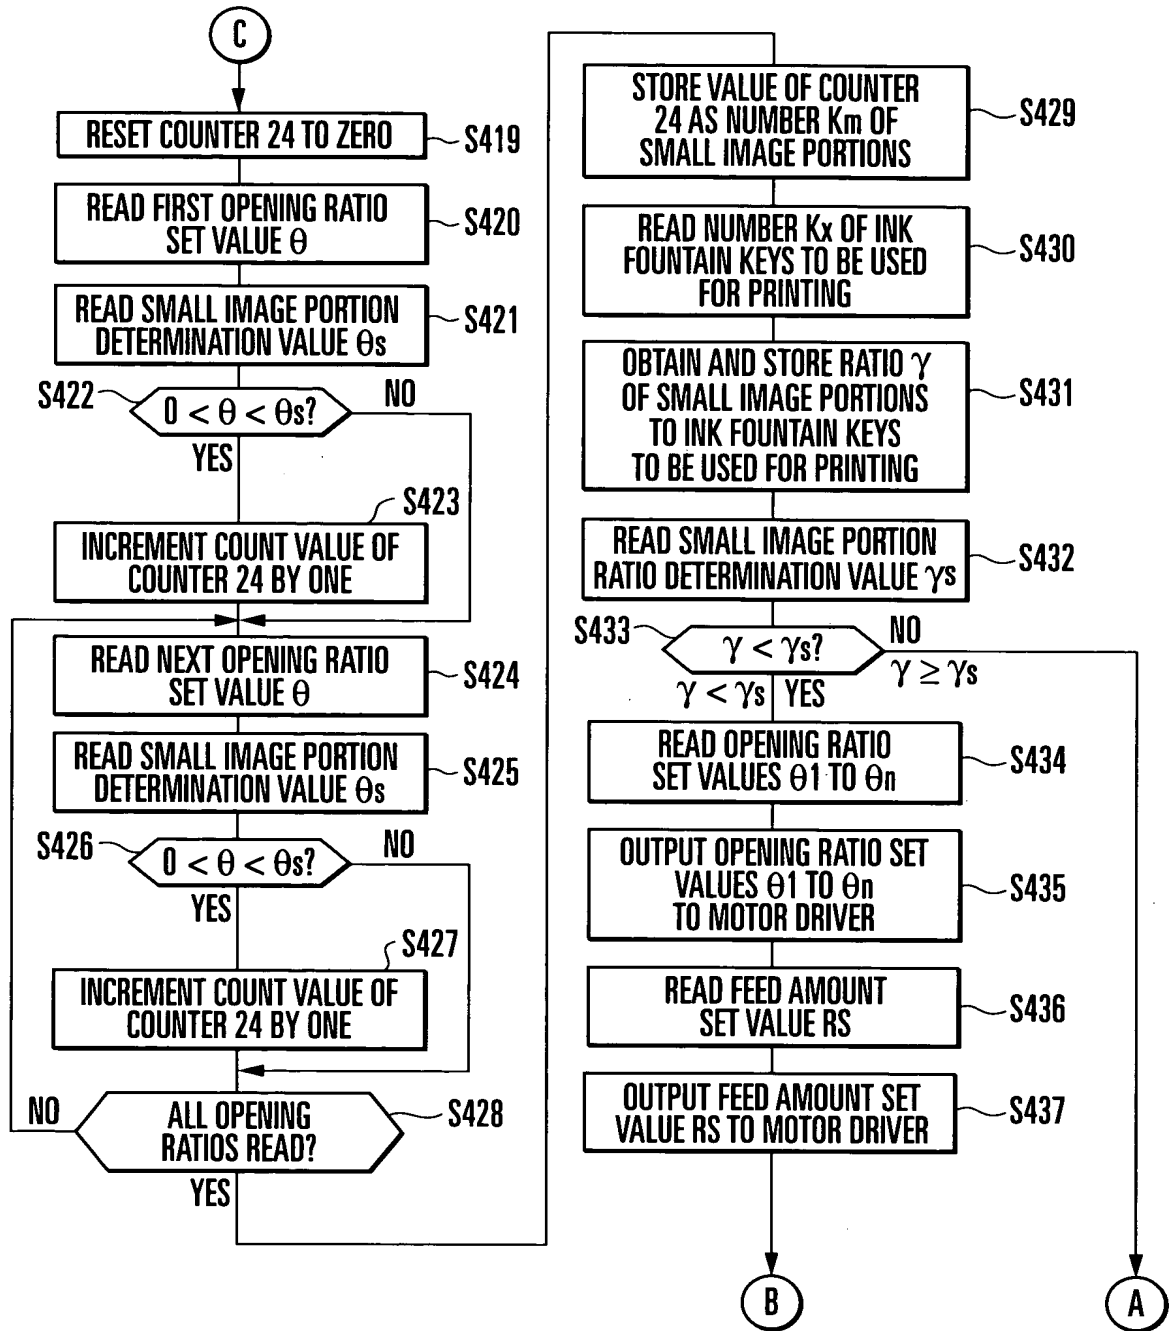 C
RESET COUNTER 24 TO ZERO
S419
READ FIRST OPENING RATIO
SET VALUE θ
S420
READ SMALL IMAGE PORTION
DETERMINATION VALUE θs
S421
S422
0 < θ < θs?
NO
YES
S423
INCREMENT COUNT VALUE OF
COUNTER 24 BY ONE
READ NEXT OPENING RATIO
SET VALUE θ
S424
READ SMALL IMAGE PORTION
DETERMINATION VALUE θs
S425
S426
0 < θ < θs?
NO
YES
S427
INCREMENT COUNT VALUE OF
COUNTER 24 BY ONE
NO
ALL OPENING
RATIOS READ?
S428
YES
STORE VALUE OF COUNTER
24 AS NUMBER Km OF
SMALL IMAGE PORTIONS
S429
READ NUMBER Kx OF INK
FOUNTAIN KEYS TO BE USED
FOR PRINTING
S430
OBTAIN AND STORE RATIO γ
OF SMALL IMAGE PORTIONS
TO INK FOUNTAIN KEYS
TO BE USED FOR PRINTING
S431
READ SMALL IMAGE PORTION
RATIO DETERMINATION VALUE γs
S432
S433
γ < γs?
NO
γ ≥ γs
γ < γs YES
READ OPENING RATIO
SET VALUES θ1 TO θn
S434
OUTPUT OPENING RATIO SET
VALUES θ1 TO θn
TO MOTOR DRIVER
S435
READ FEED AMOUNT
SET VALUE RS
S436
OUTPUT FEED AMOUNT SET
VALUE RS TO MOTOR DRIVER
S437
B
A